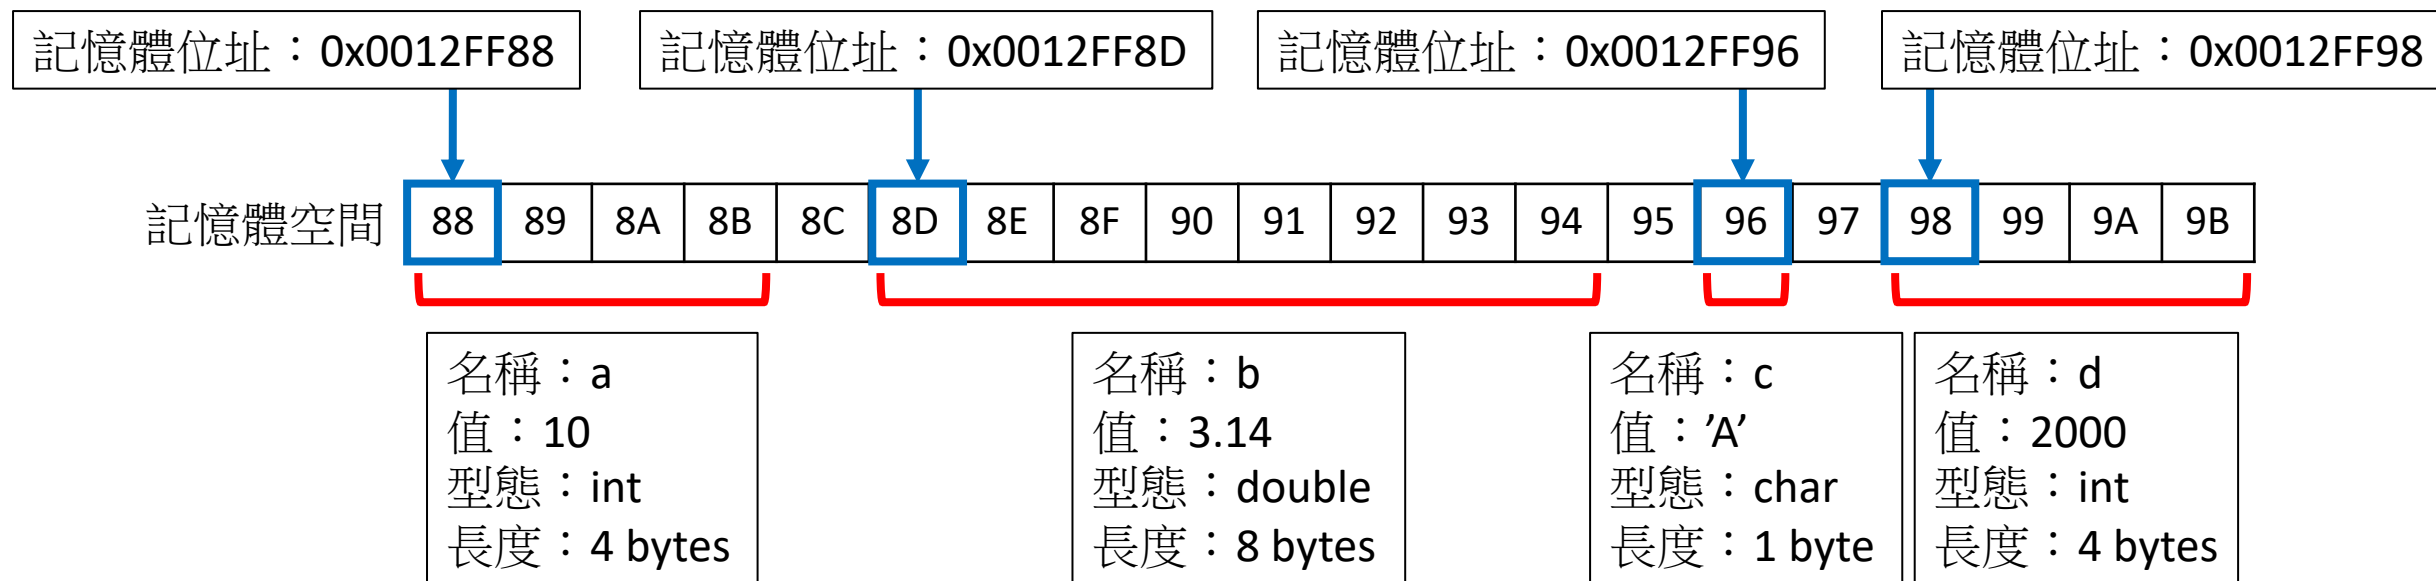 記憶體位址：0x0012FF88
記憶體位址：0x0012FF8D
記憶體位址：0x0012FF96
記憶體位址：0x0012FF98
記憶體空間 88 89 8A 8B 8C 8D 8E 8F 90 91 92 93 94 95 96 97 98 99 9A 9B
名稱：a
值：10
型態：int
長度：4 bytes
名稱：b
值：3.14
型態：double
長度：8 bytes
名稱：c
值：’A’
型態：char
長度：1 byte
名稱：d
值：2000
型態：int
長度：4 bytes